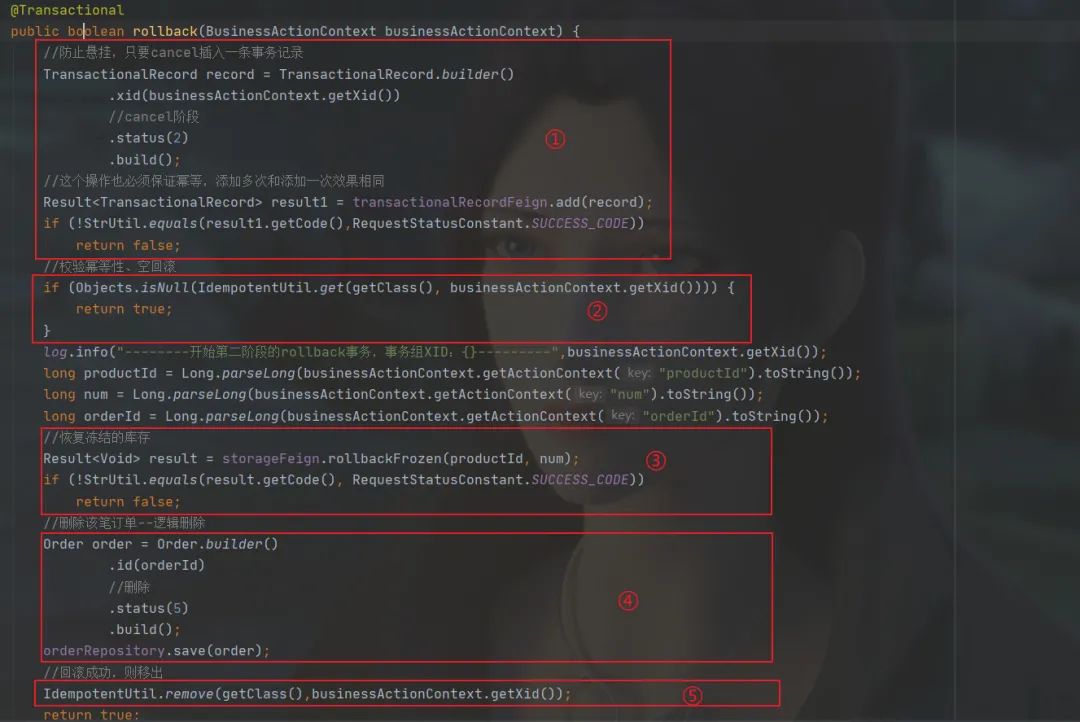 @Transactional
public boolean rollback(BusinessActionContext businessActionContext) {
//防止悬挂，只要cancel插入一条事务记录
TransactionalRecord record = TransactionalRecord.builder()
.xid(businessActionContext.getXid())
//cancel阶段
.status(2)
①
.build();
//这个操作也必须保证幂等，添加多次和添加一次效果相同
Result<TransactionalRecord> result1 = transactionalRecordFeign.add(record);
if (!StrUtil.equals(result1.getCode(),RequestStatusConstant.SUCCESS_CODE))
return false;
//校验幂等性、空回滚
if (Objects.isNull(IdempotentUtil.get(getClass(), businessActionContext.getXid()))) {
return true;
②
}
log.info("--------开始第二阶段的rollback事务，事务组XID：{}---------",businessActionContext.getXid());
long productId = Long.parseLong(businessActionContext.getActionContext( key: "productId").toString());
long num = Long.parseLong(businessActionContext.getActionContext( key: "num").toString());
long orderId = Long.parseLong(businessActionContext.getActionContext( key: "orderId").toString());
//恢复冻结的库存
Result<Void> result = storageFeign.rollbackFrozen(productId, num);
③
if (!StrUtil.equals(result.getCode(), RequestStatusConstant.SUCCESS_CODE))
return false;
//删除该笔订单--逻辑删除
Order order = Order.builder()
.id(orderId)
//删除
④
.status(5)
.build();
orderRepository.save(order);
//回滚成功，则移出
IdempotentUtil.remove(getClass(),businessActionContext.getXid());
⑤
return true;